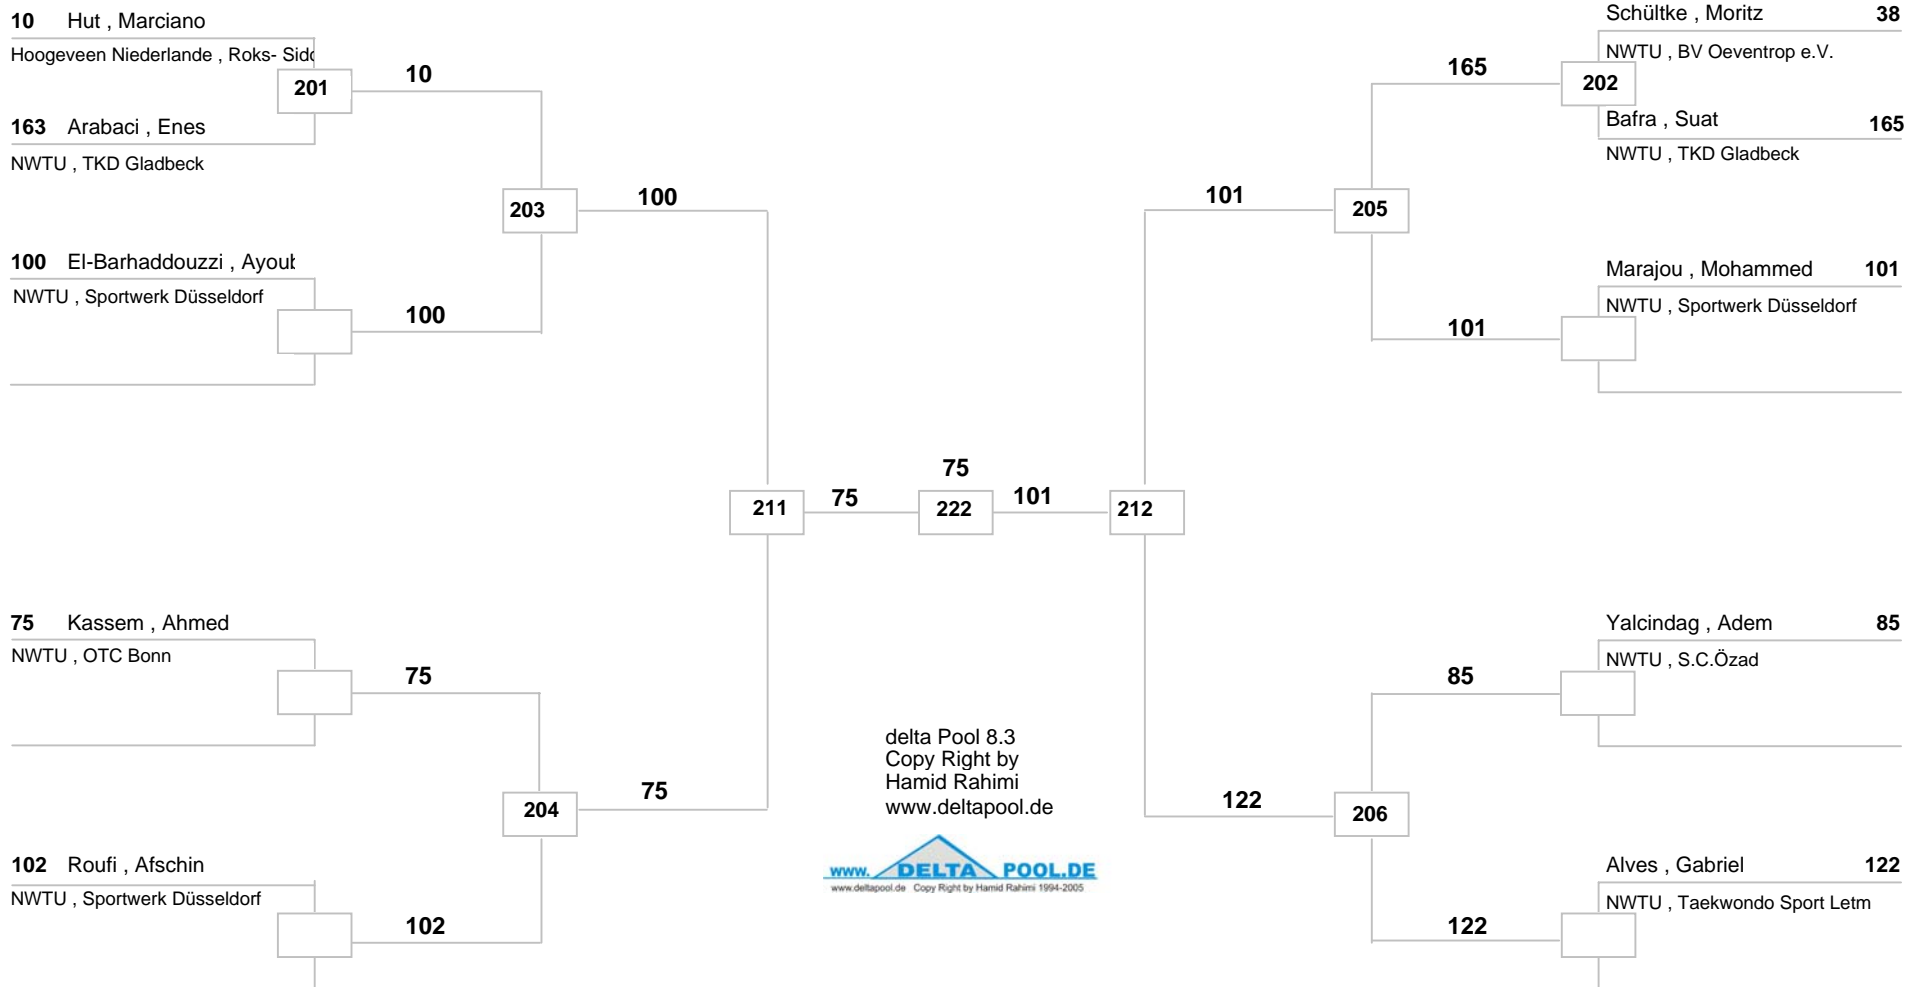 10 Hut , Marciano
Hoogeveen Niederlande , Roks-
201
10
163 Arabaci , Enes
NWTU , TKD Gladbeck
203
100
100 El-Barhaddouzzi ,
NWTU , Sportwerk Düsseldorf
100
75 Kassem , Ahmed
NWTU , OTC Bonn
75
204
75
102 Roufi , Afschin
NWTU , Sportwerk Düsseldorf
102
211
75
75
222
101
212
delta Pool 8.3
Copy Right by
Hamid Rahimi
www.deltapool.de
www. DELTA POOL.DE
www.deltapool.de Copy Right by Hamid Rahimi 1994-2005
Schültke , Moritz 38
NWTU , BV Oeventrop e.V.
165
202
Bafra , Suat 165
NWTU , TKD Gladbeck
101
205
Marajou , Mohammed 101
NWTU , Sportwerk Düsseldorf
101
Yalcindag , Adem 85
NWTU , S.C.Özad
85
122
206
Alves , Gabriel 122
NWTU , Taekwondo Sport Letm
122